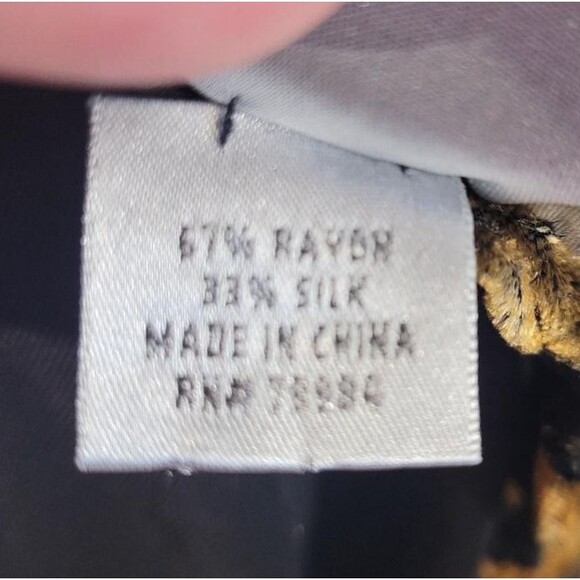 67% RAYON
33% SILK
MADE IN CHINA
RN#